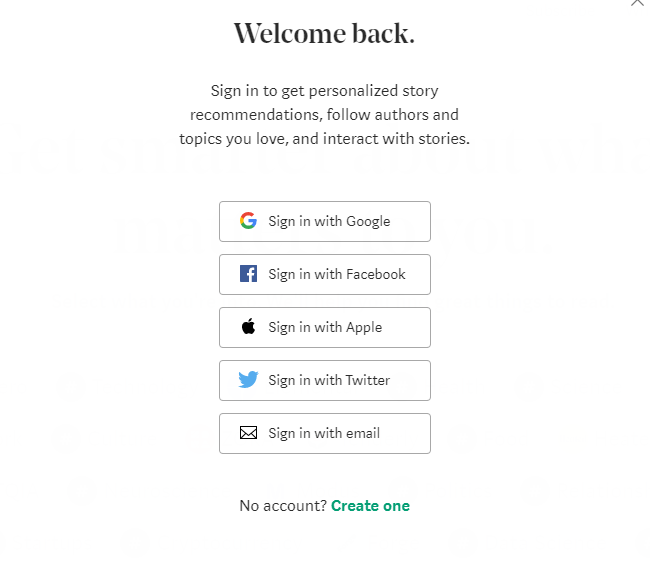 Welcome back.
Sign in to get personalized story
recommendations, follow authors and
topics you love, and interact with stories.
Sign in with Google
Sign in with Facebook
Sign in with Apple
Sign in with Twitter
Sign in with email
No account? Create one